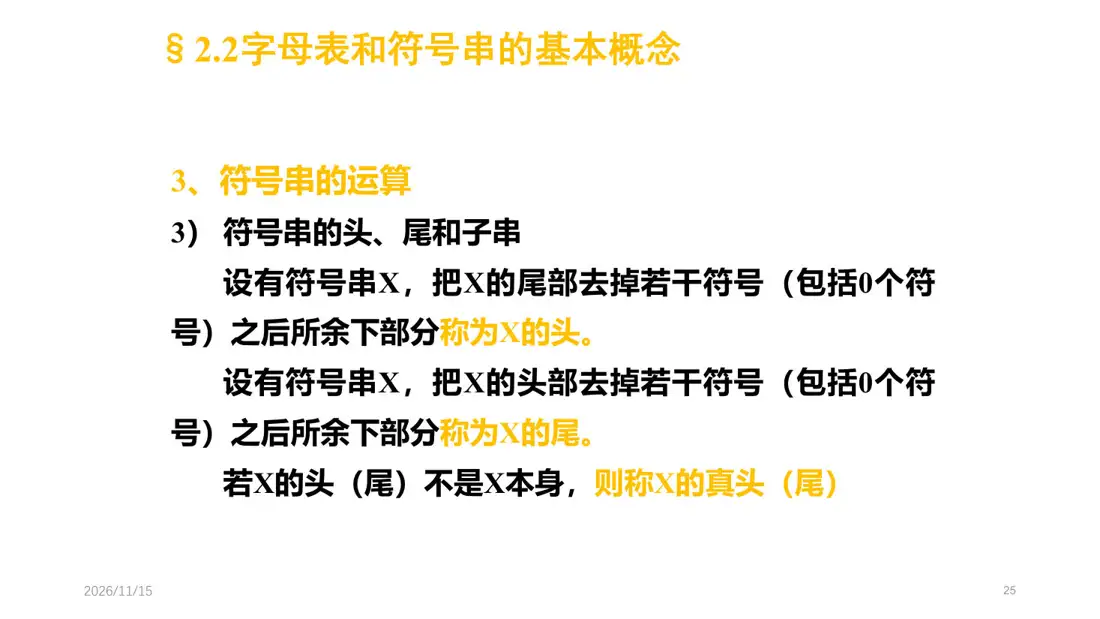 §2.2字母表和符号串的基本概念
3、符号串的运算
3） 符号串的头、尾和子串
设有符号串X，把X的尾部去掉若干符号（包括0个符
号）之后所余下部分称为X的头。
设有符号串X，把X的头部去掉若干符号（包括0个符
号）之后所余下部分称为X的尾。
若X的头（尾）不是X本身，则称X的真头（尾）
2026/11/15
25